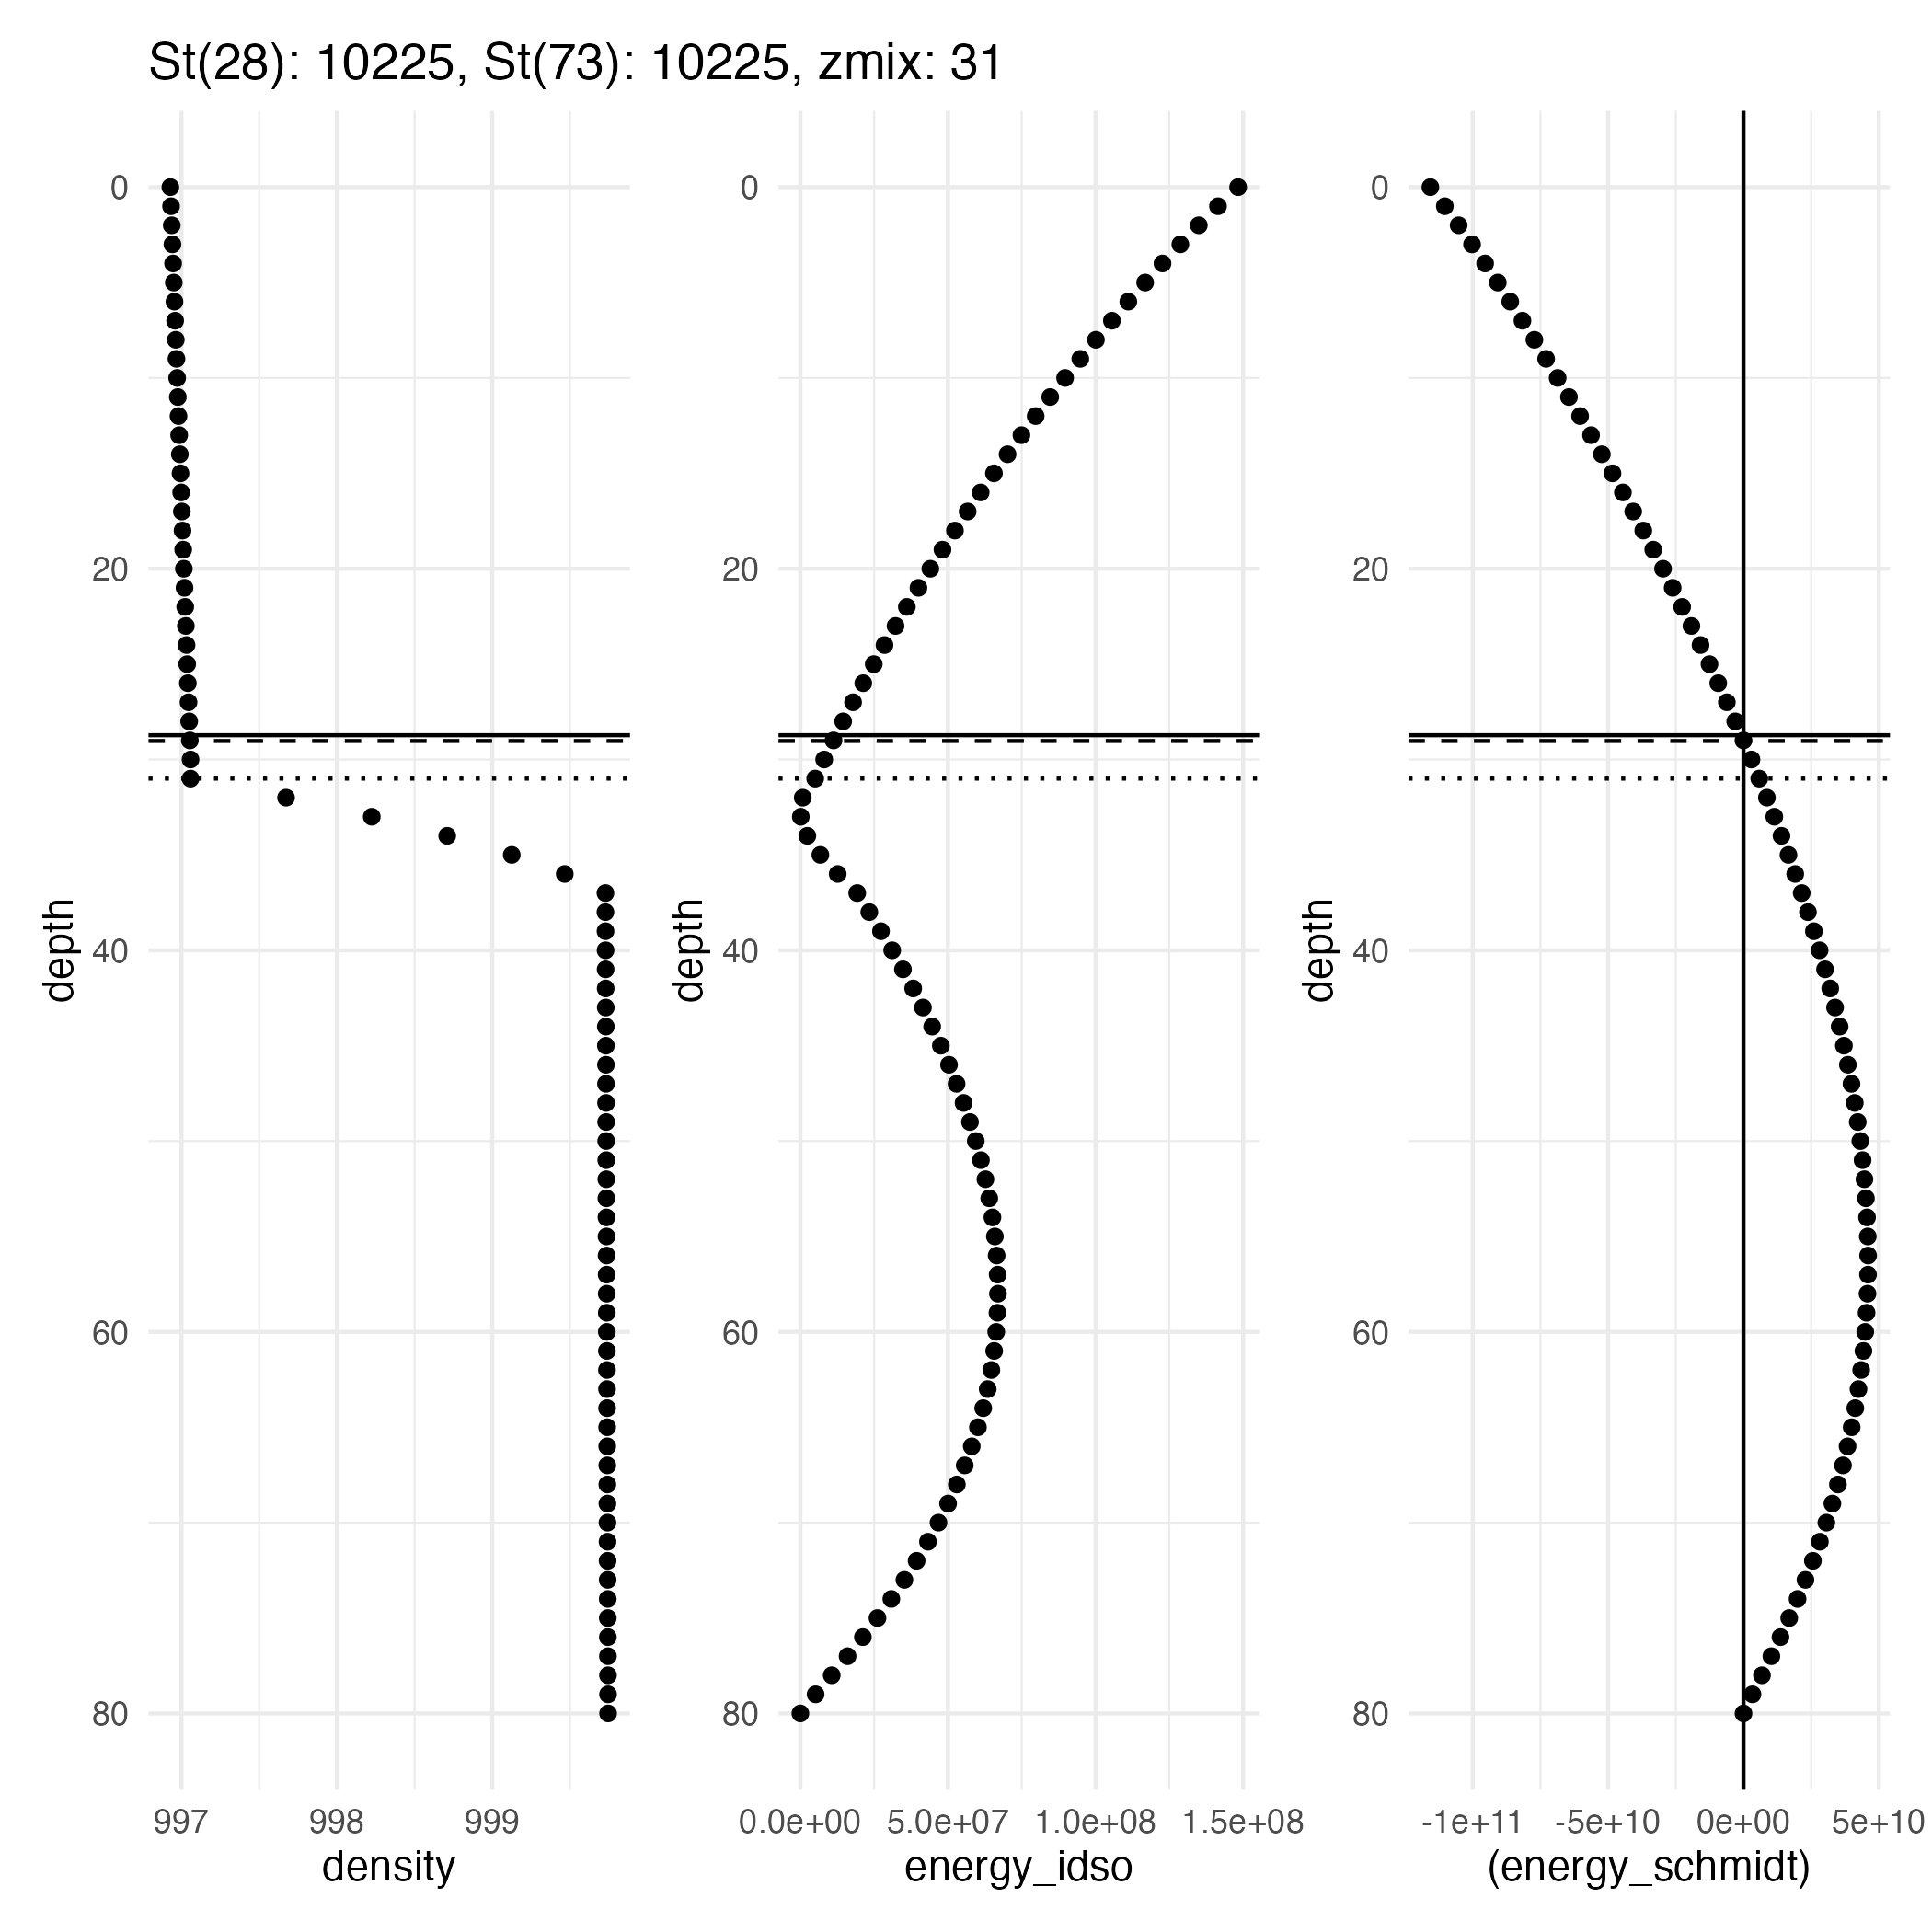 St(28): 10225, St(73): 10225, zmix: 31
0
20
40
60
80
depth
997 998 999
density
0
20
40
60
80
depth
0.0e+00 5.0e+07 1.0e+08 1.5e+08
energy_idso
0
20
40
60
80
depth
-1e+11 -5e+10 0e+00 5e+10
(energy_schmidt)